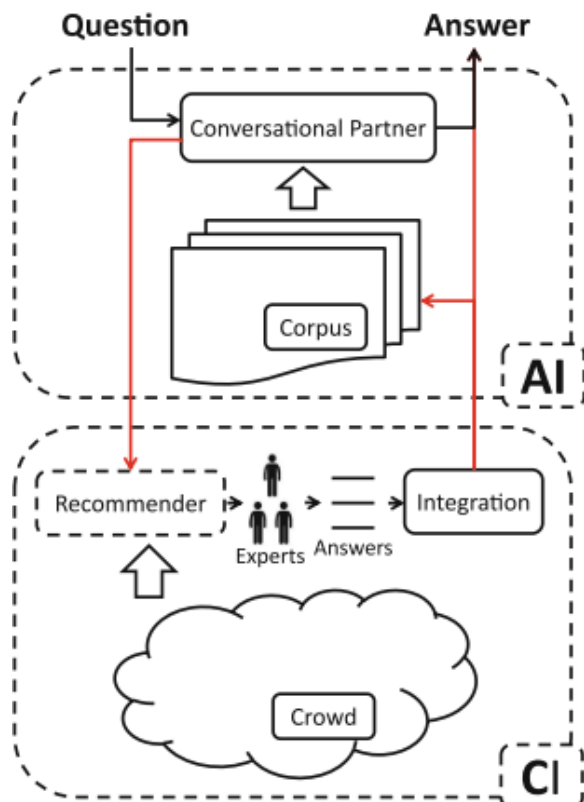 Question
Answer
Conversational Partner
Corpus
AI
Recommender
Experts
Answers
Integration
Crowd
CI